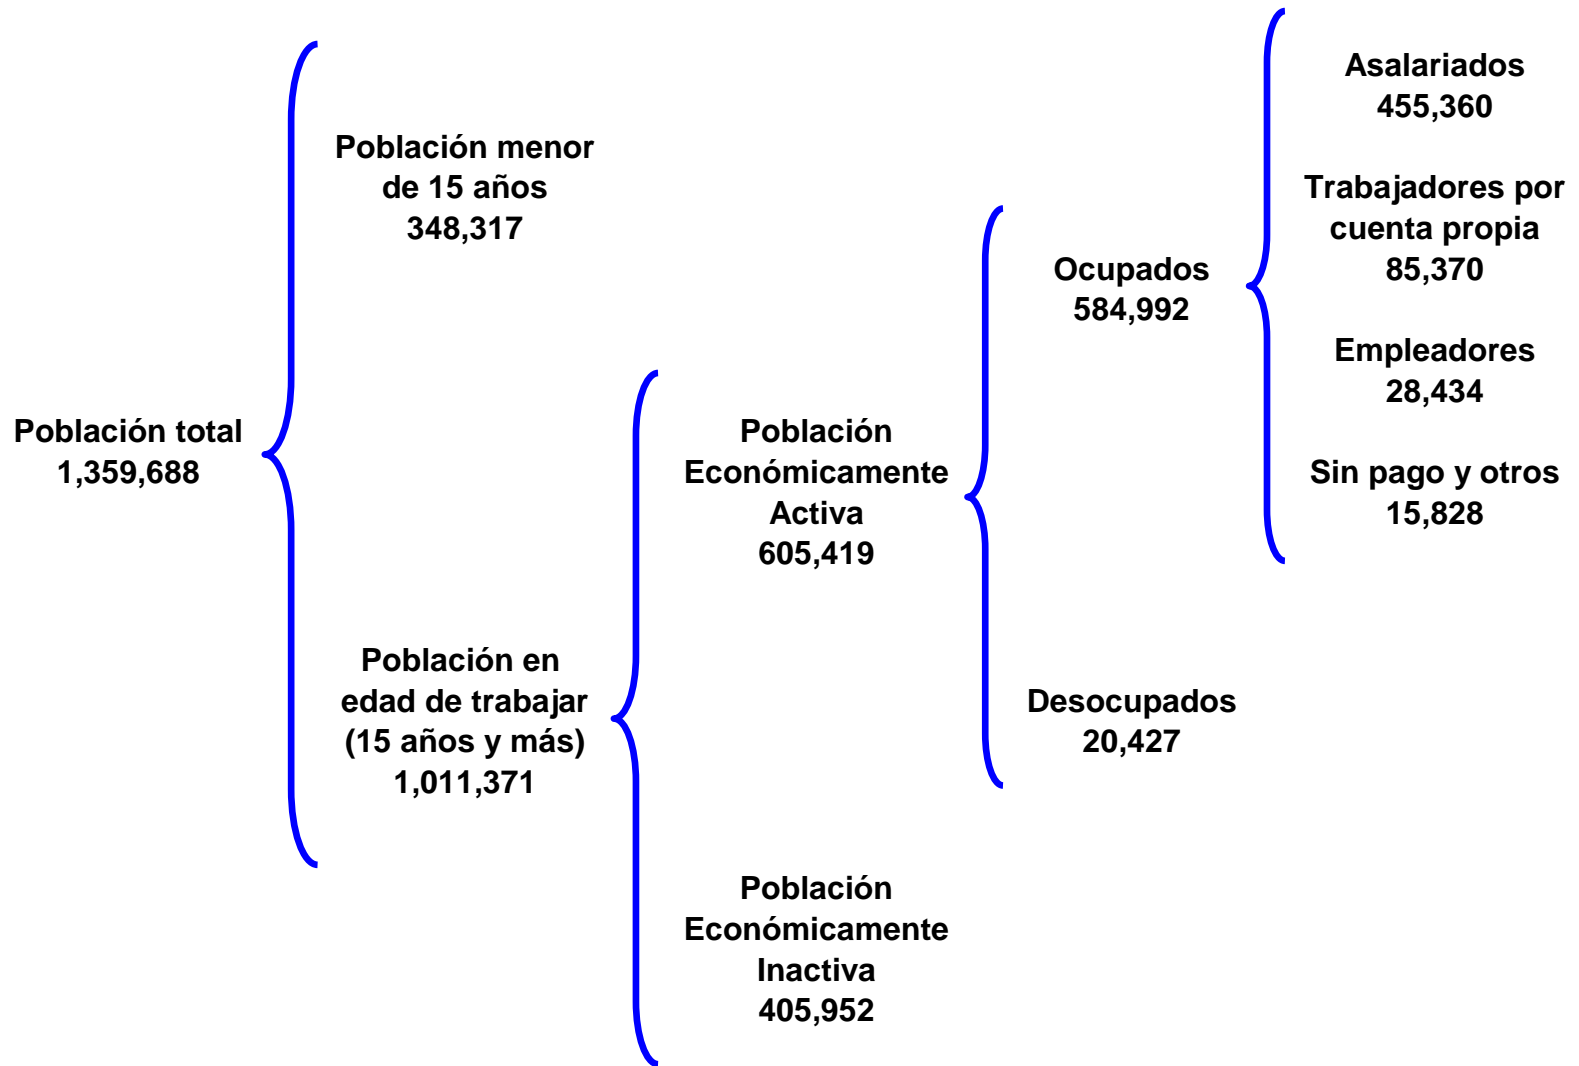 Población total
1,359,688
Población menor
de 15 años
348,317
Población en
edad de trabajar
(15 años y más)
1,011,371
Población
Económicamente
Activa
605,419
Población
Económicamente
Inactiva
405,952
Ocupados
584,992
Desocupados
20,427
Asalariados
455,360
Trabajadores por
cuenta propia
85,370
Empleadores
28,434
Sin pago y otros
15,828